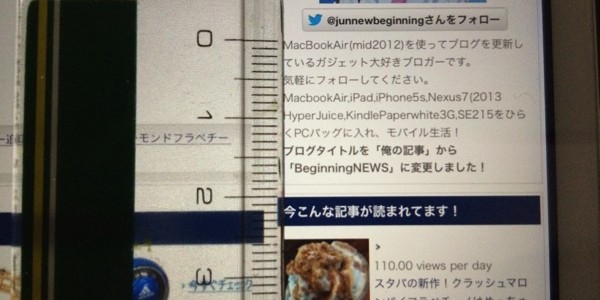 @junnewbeginningさんをフォロー
MacBookAir(mid2012)を使ってブログを更新し
ているガジェット大好きブロガーです。
気軽にフォローしてください。
MacbookAir,iPad,iPhone5s,Nexus7(2013
HyperJuice,KindlePaperwhite3G,SE215をひら
くPCバッグに入れ、モバイル生活！
ブログタイトルを「俺の記事」から
「BeginningNEWS」に変更しました！
今こんな記事が読まれてます！
110.00 views per day
スタバの新作！クラッシュマロ
0
1
2
3
モンドフラペチー
今すぐチェック